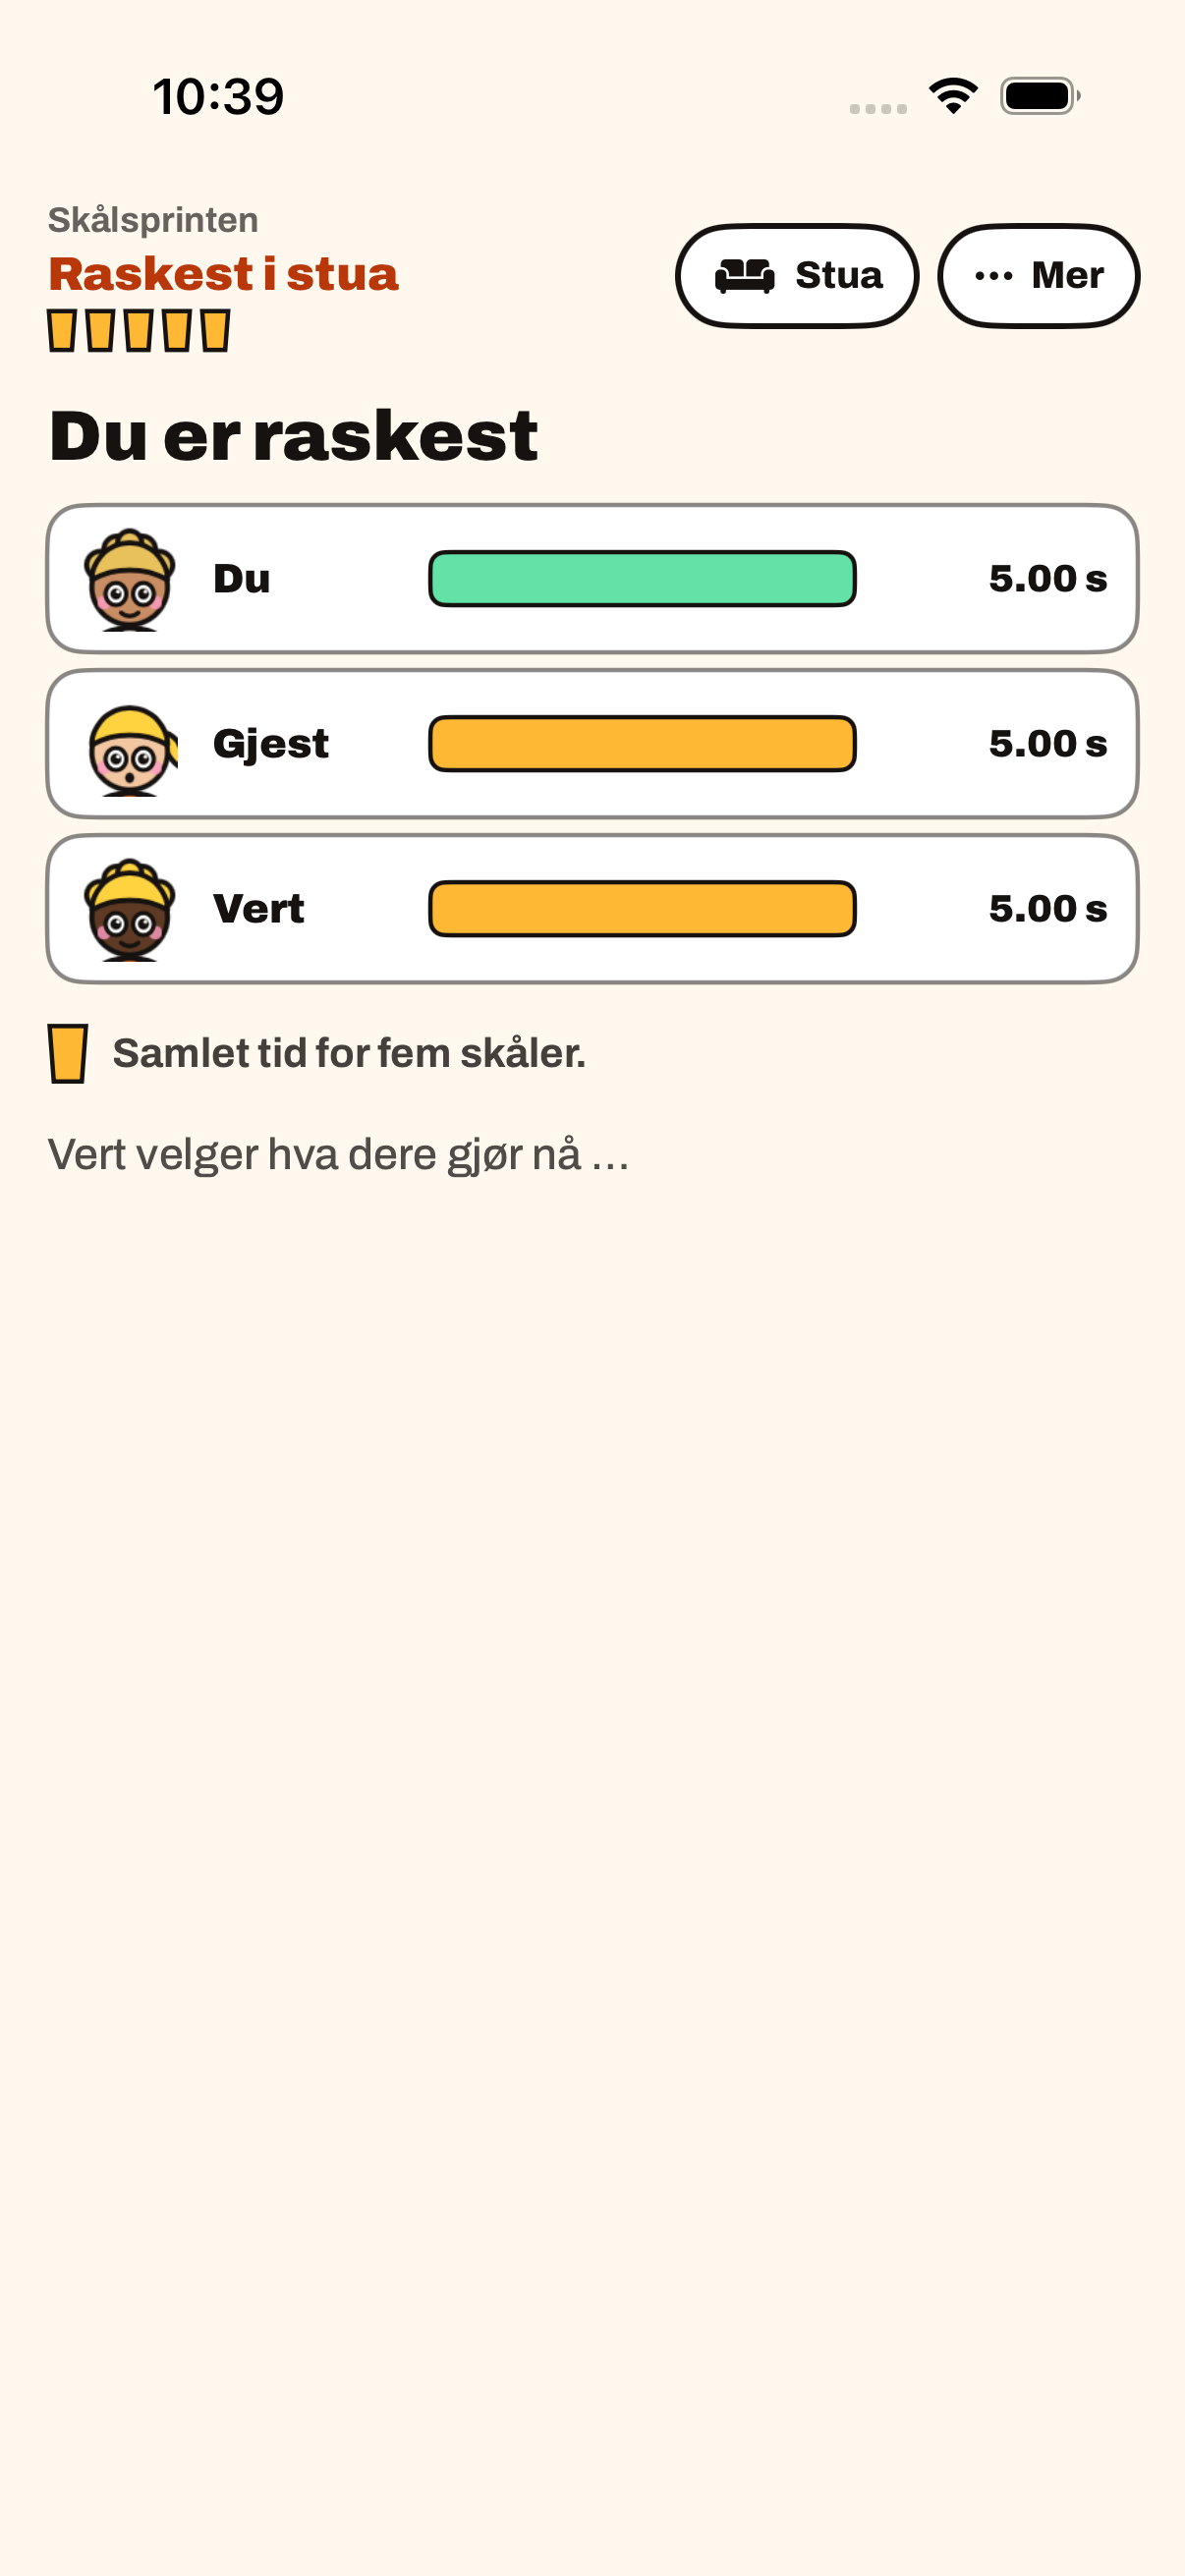 10:39
Skålsprinten
Raskest i stua
Stua
Mer
Du er raskest
Du 5.00 s
Gjest 5.00 s
Vert 5.00 s
Samlet tid for fem skåler.
Vert velger hva dere gjør nå ...